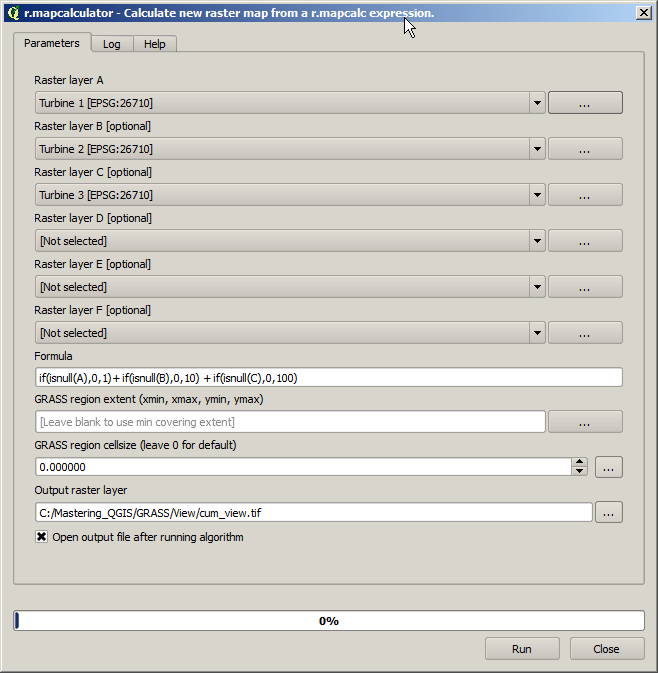 r.mapcalculator - Calculate new raster map from a r.mapcalc expression.
Parameters Log Help
Raster layer A
Turbine 1 [EPSG:26710] ...
Raster layer B [optional]
Turbine 2 [EPSG:26710] ...
Raster layer C [optional]
Turbine 3 [EPSG:26710] ...
Raster layer D [optional]
[Not selected] ...
Raster layer E [optional]
[Not selected] ...
Raster layer F [optional]
[Not selected] ...
Formula
if(isnull(A),0,1)+ if(isnull(B),0,10) + if(isnull(C),0,100)
GRASS region extent (xmin, xmax, ymin, ymax)
[Leave blank to use min covering extent] ...
GRASS region cellsize (leave 0 for default)
0.000000 ...
Output raster layer
C:/Mastering_QGIS/GRASS/View/cum_view.tif ...
Open output file after running algorithm
0%
Run Close